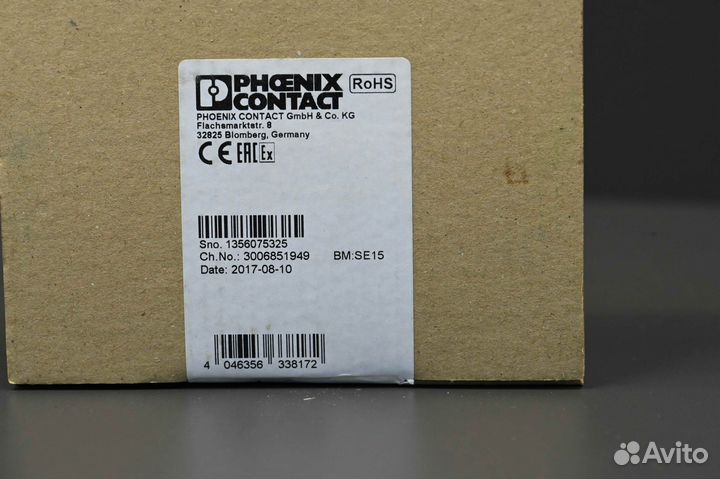 PHŒNIX
CONTACT
RoHS
PHOENIX CONTACT GmbH & Co. KG
Flachsmarktstr. 8
32825 Blomberg, Germany
CE EAC Ex
Sno. 1356075325
Ch.No.: 3006851949 BM:SE15
Date: 2017-08-10
4 046356 338172
Avito